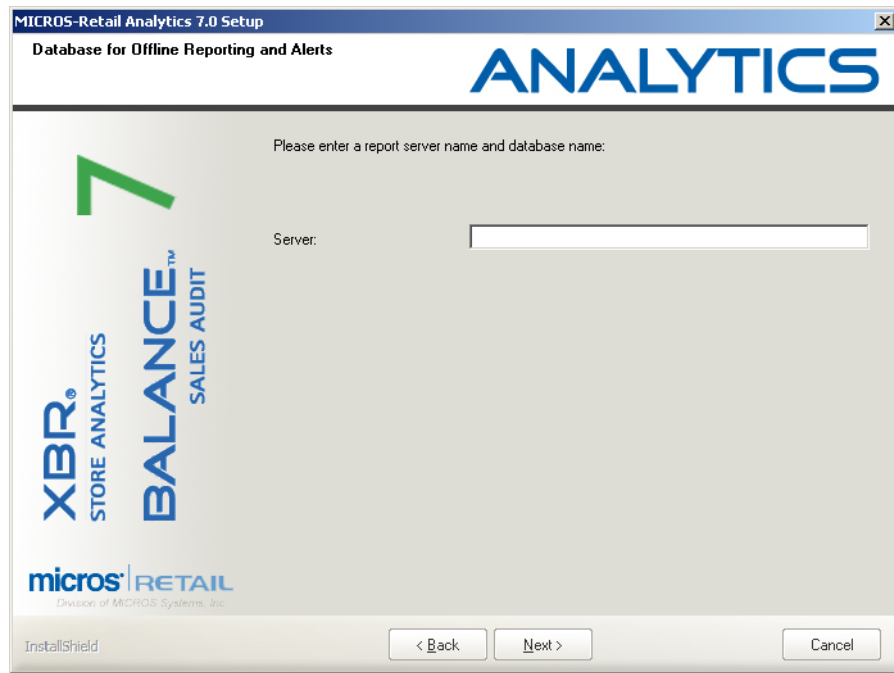 MICROS-Retail Analytics 7.0 Setup
Database for Offline Reporting and Alerts
ANALYTICS
Please enter a report server name and database name:
Server:
7
XBR®
STORE ANALYTICS
BALANCE™
SALES AUDIT
micros® RETAIL
Division of MICROS Systems, Inc.
InstallShield
< Back
Next >
Cancel